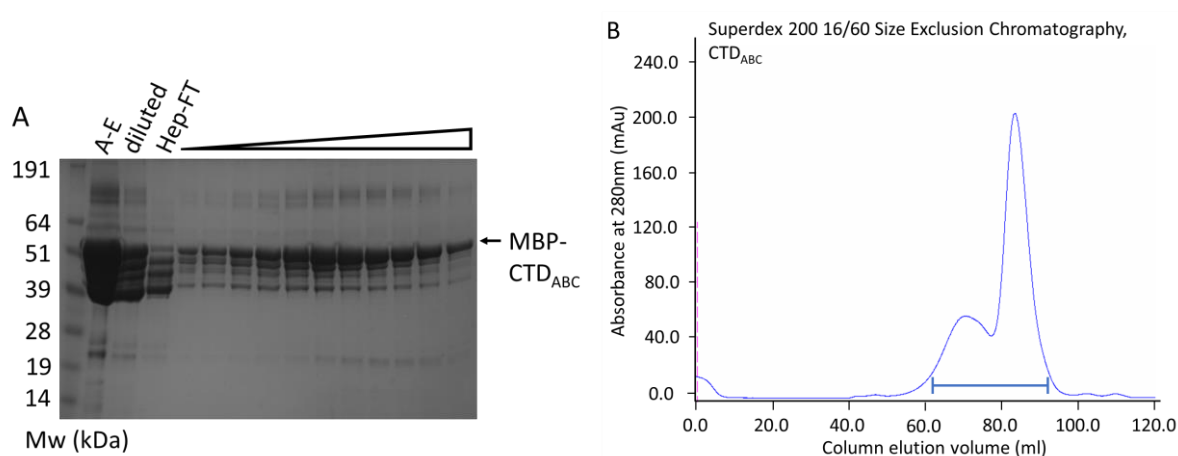 A
A-E
diluted
Hep-FT
191
64
51
39
28
19
14
Mw (kDa)
MBP-
CTDABC
B
Superdex 200 16/60 Size Exclusion Chromatography,
CTDABC
Absorbance at 280nm (mAu)
240.0
200.0
160.0
120.0
80.0
40.0
0.0
0.0
20.0
40.0
60.0
80.0
100.0
120.0
Column elution volume (ml)